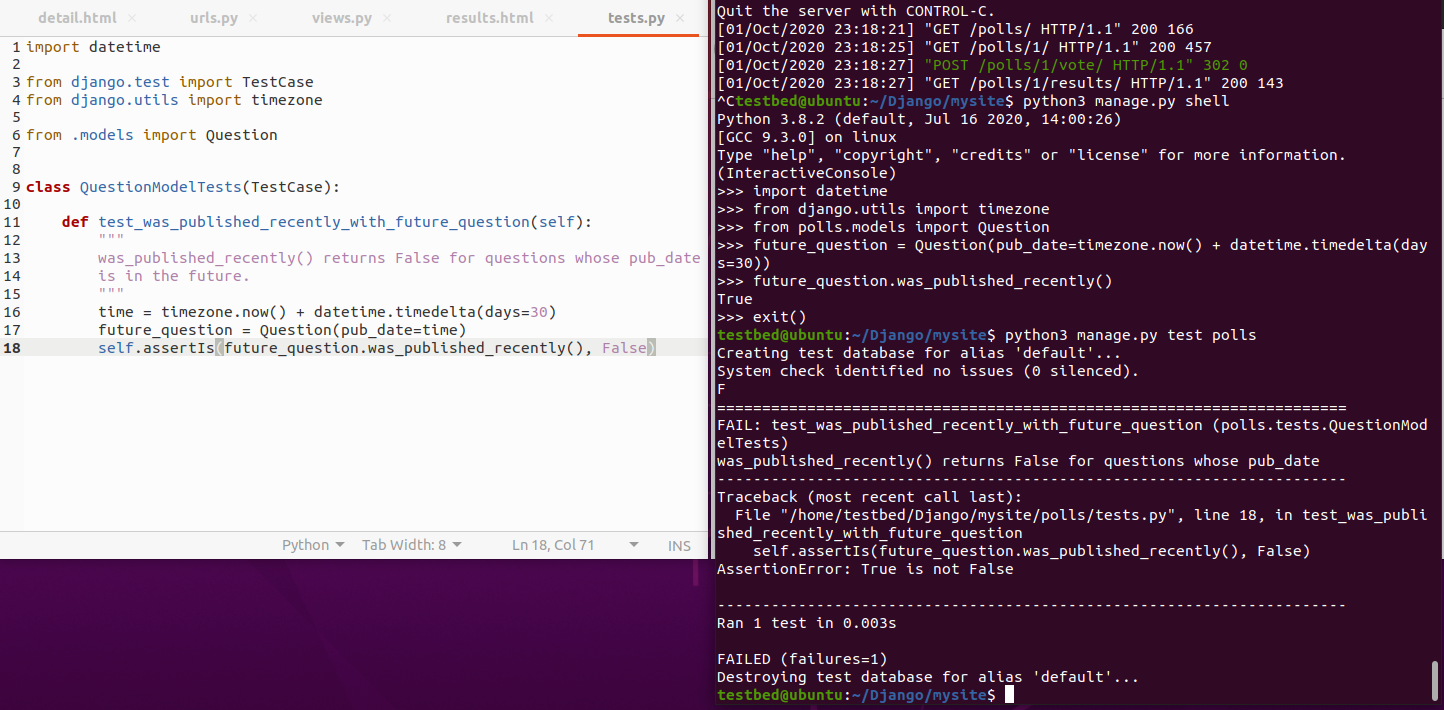 detail.html × urls.py × views.py × results.html × tests.py ×
1 import datetime
2
3 from django.test import TestCase
4 from django.utils import timezone
5
6 from .models import Question
7
8
9 class QuestionModelTests(TestCase):
10
11     def test_was_published_recently_with_future_question(self):
12         """
13         was_published_recently() returns False for questions whose pub_date
14         is in the future.
15         """
16         time = timezone.now() + datetime.timedelta(days=30)
17         future_question = Question(pub_date=time)
18         self.assertIs(future_question.was_published_recently(), False)
Python Tab Width: 8 Ln 18, Col 71 INS
Quit the server with CONTROL-C.
[01/Oct/2020 23:18:21] "GET /polls/ HTTP/1.1" 200 166
[01/Oct/2020 23:18:25] "GET /polls/1/ HTTP/1.1" 200 457
[01/Oct/2020 23:18:27] "POST /polls/1/vote/ HTTP/1.1" 302 0
[01/Oct/2020 23:18:27] "GET /polls/1/results/ HTTP/1.1" 200 143
^Ctestbed@ubuntu:~/Django/mysite$ python3 manage.py shell
Python 3.8.2 (default, Jul 16 2020, 14:00:26)
[GCC 9.3.0] on linux
Type "help", "copyright", "credits" or "license" for more information.
(InteractiveConsole)
>>> import datetime
>>> from django.utils import timezone
>>> from polls.models import Question
>>> future_question = Question(pub_date=timezone.now() + datetime.timedelta(day
s=30))
>>> future_question.was_published_recently()
True
>>> exit()
testbed@ubuntu:~/Django/mysite$ python3 manage.py test polls
Creating test database for alias 'default'...
System check identified no issues (0 silenced).
F
======================================================================
FAIL: test_was_published_recently_with_future_question (polls.tests.QuestionMod
elTests)
was_published_recently() returns False for questions whose pub_date
----------------------------------------------------------------------
Traceback (most recent call last):
  File "/home/testbed/Django/mysite/polls/tests.py", line 18, in test_was_publi
shed_recently_with_future_question
    self.assertIs(future_question.was_published_recently(), False)
AssertionError: True is not False

----------------------------------------------------------------------
Ran 1 test in 0.003s

FAILED (failures=1)
Destroying test database for alias 'default'...
testbed@ubuntu:~/Django/mysite$